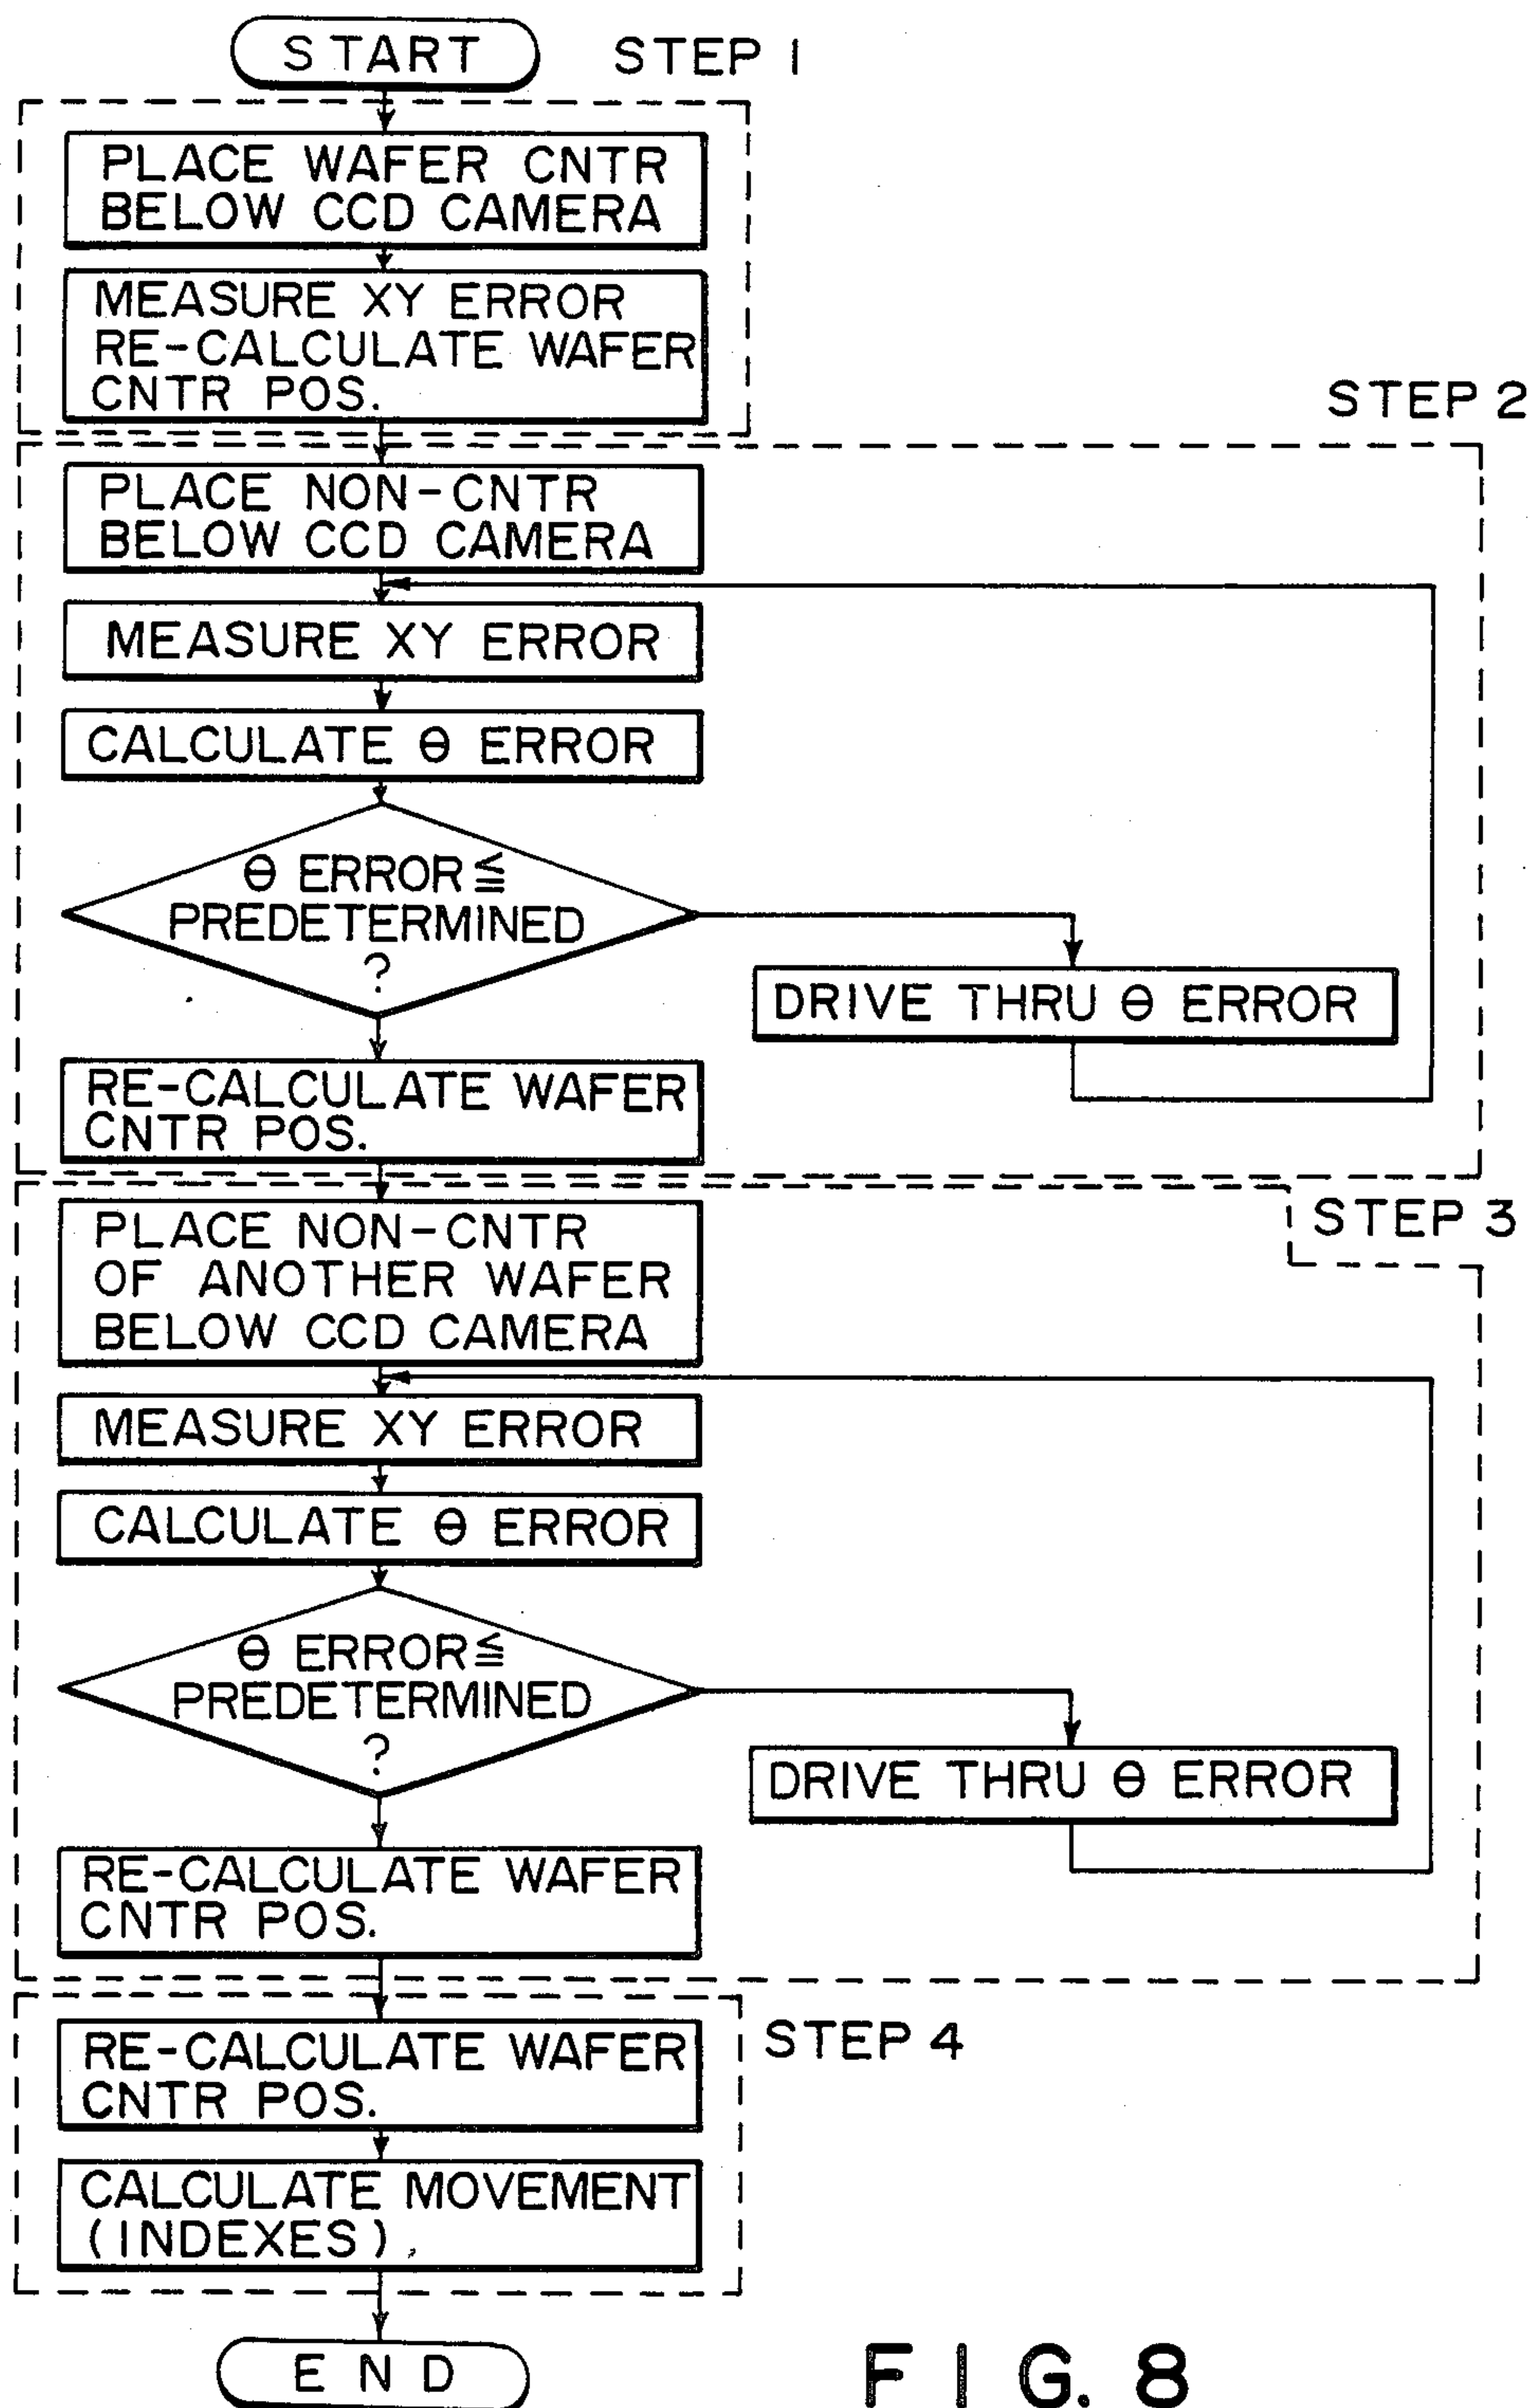 START
STEP 1
PLACE WAFER CNTR
BELOW CCD CAMERA
MEASURE XY ERROR
RE-CALCULATE WAFER
CNTR POS.
STEP 2
PLACE NON-CNTR
BELOW CCD CAMERA
MEASURE XY ERROR
CALCULATE θ ERROR
θ ERROR ≦
PREDETERMINED
?
DRIVE THRU θ ERROR
RE-CALCULATE WAFER
CNTR POS.
STEP 3
PLACE NON-CNTR
OF ANOTHER WAFER
BELOW CCD CAMERA
MEASURE XY ERROR
CALCULATE θ ERROR
θ ERROR ≦
PREDETERMINED
?
DRIVE THRU θ ERROR
RE-CALCULATE WAFER
CNTR POS.
STEP 4
RE-CALCULATE WAFER
CNTR POS.
CALCULATE MOVEMENT
(INDEXES)
END
FIG. 8